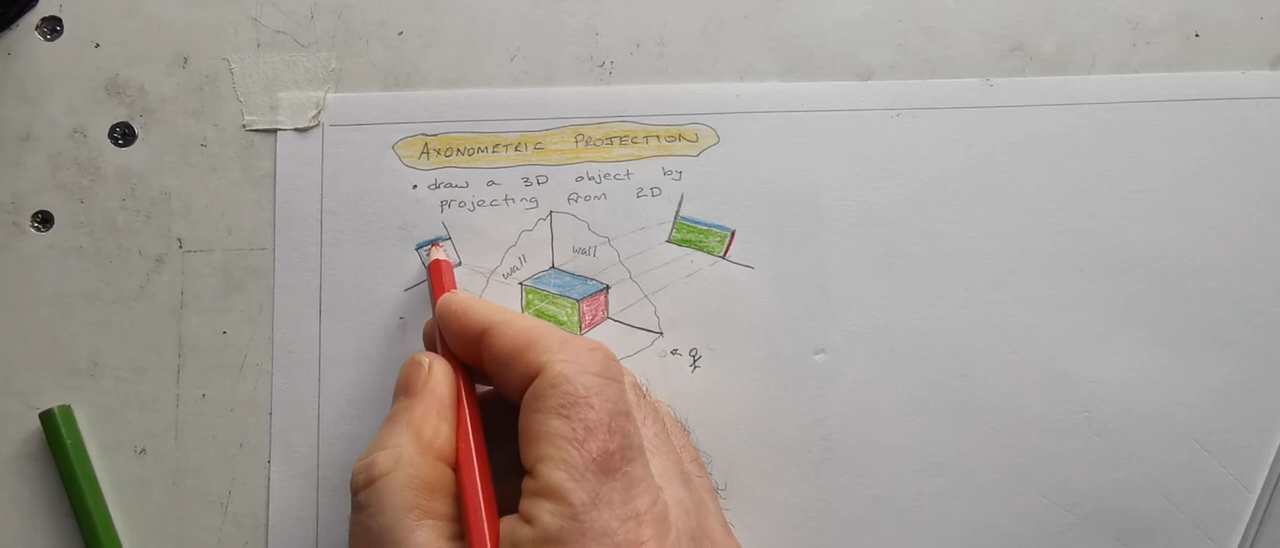 AXONOMETRIC PROJECTION
• draw a 3D object by
projecting from 2D
wall
wall